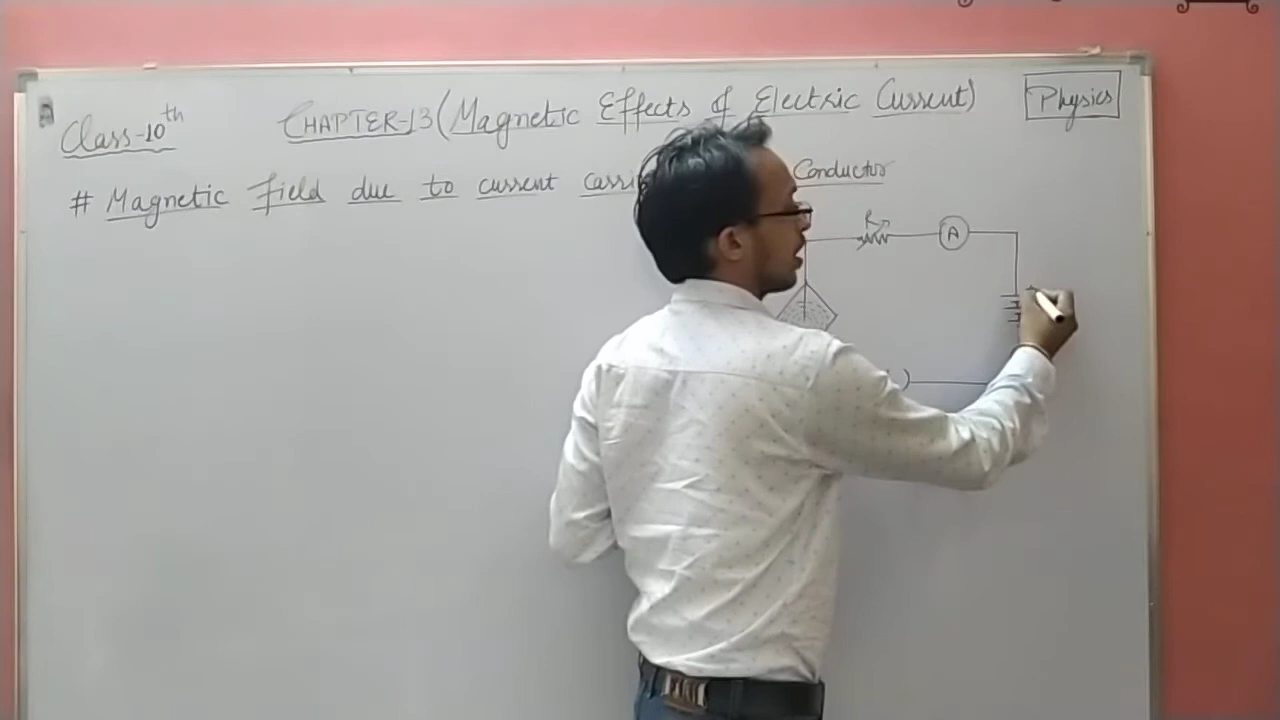 Class-10th CHAPTER-13 (Magnetic Effects of Electric Current) Physics
# Magnetic Field due to current Conductor
R A